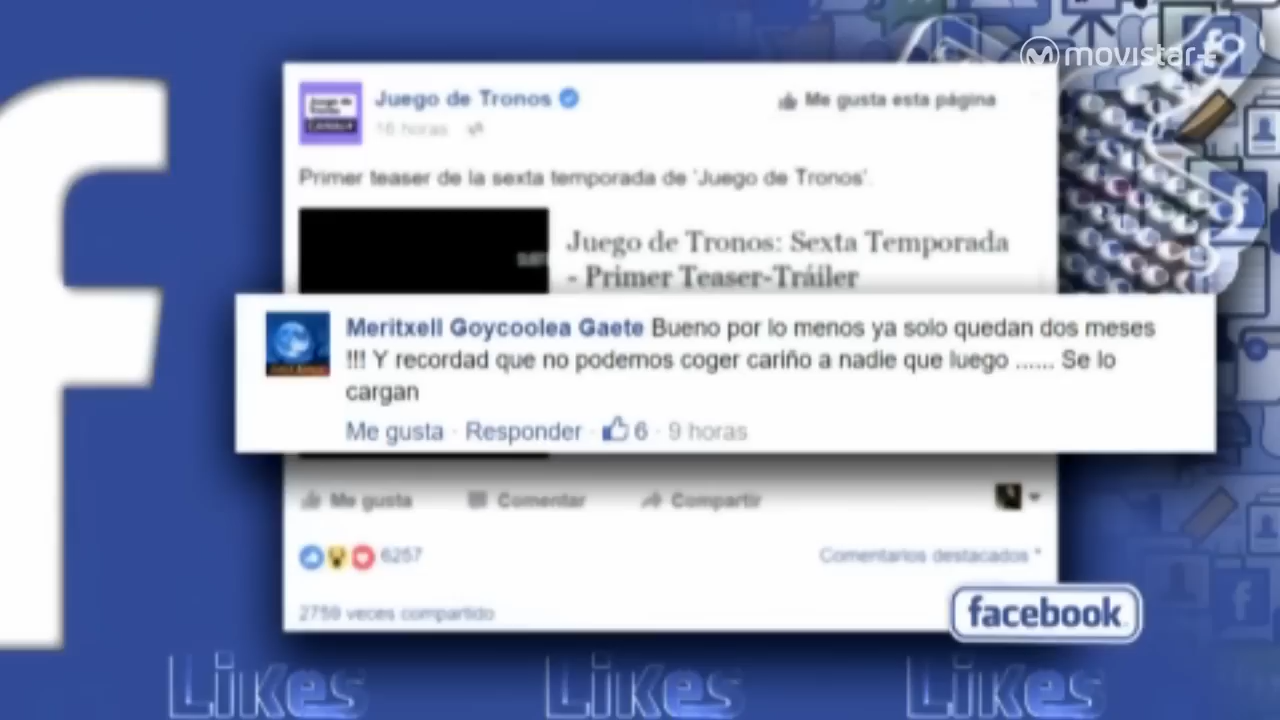 movistar+
Juego de Tronos
Me gusta esta página
16 horas
Primer teaser de la sexta temporada de 'Juego de Tronos'.
Juego de Tronos: Sexta Temporada
- Primer Teaser-Tráiler
Meritxell Goycoolea Gaete Bueno por lo menos ya solo quedan dos meses
!!! Y recordad que no podemos coger cariño a nadie que luego ...... Se lo
cargan
Me gusta · Responder · 6 · 9 horas
Me gusta Comentar Compartir
6257
Comentarios destacados
2759 veces compartido
facebook
Likes Likes Likes